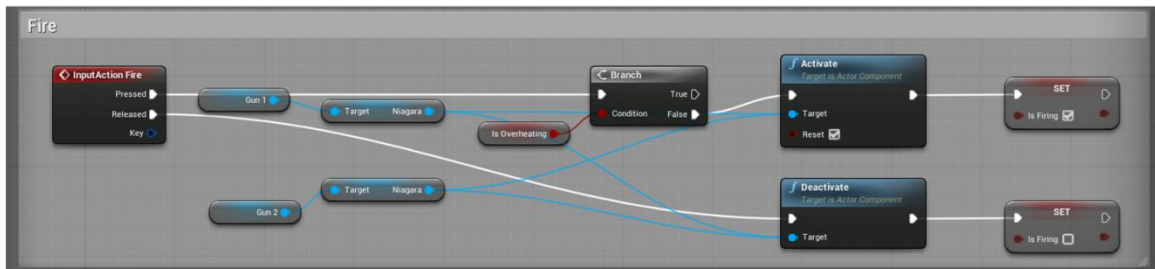 Fire
InputAction Fire
Pressed
Released
Key
Gun 1
Target Niagara
Is Overheating
Branch
True
Condition False
Activate
Target is Actor Component
Target
Reset
SET
Is Firing
Gun 2
Target Niagara
Deactivate
Target is Actor Component
Target
SET
Is Firing